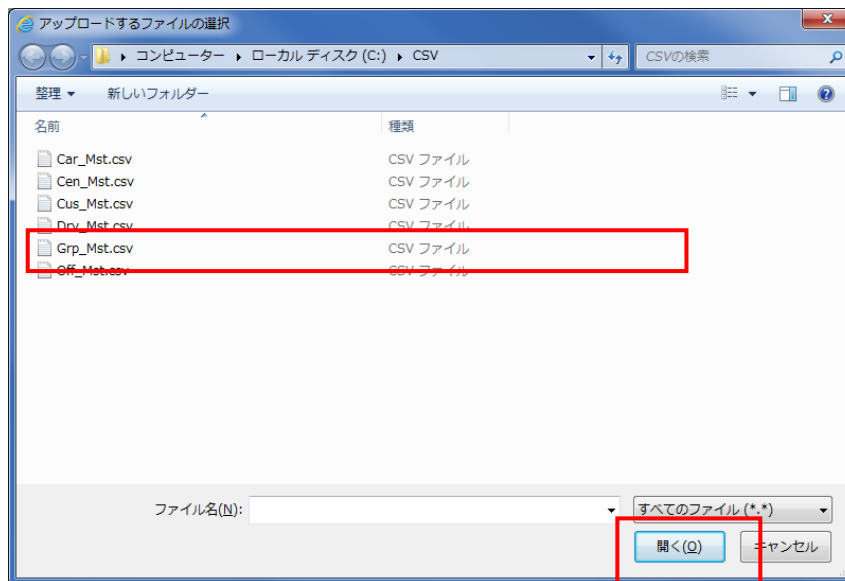 アップロードするファイルの選択
コンピューター ▸ ローカル ディスク (C:) ▸ CSV
CSVの検索
整理 新しいフォルダー
名前 種類
Car_Mst.csv CSV ファイル
Cen_Mst.csv CSV ファイル
Cus_Mst.csv CSV ファイル
Drv_Mst.csv CSV ファイル
Grp_Mst.csv CSV ファイル
Off_Mst.csv CSV ファイル
ファイル名(N): すべてのファイル (*.*)
開く(O) キャンセル